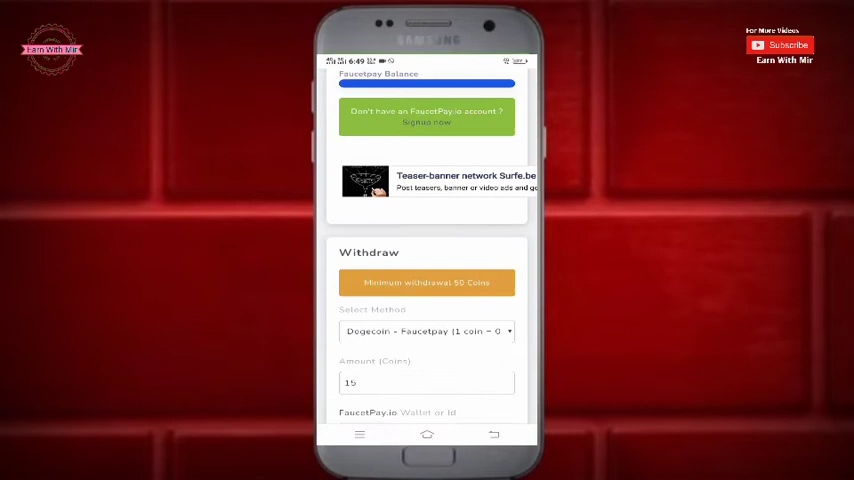 Earn With Mir
For More Videos
Subscribe
Earn With Mir
SAMSUNG
6:49
Faucetpay Balance
Don't have an FaucetPay.io account ?
Signup now
Teaser-banner network Surfe.be
Post teasers, banner or video ads and ge
Withdraw
Minimum withdrawal 50 Coins
Select Method
Dogecoin - Faucetpay (1 coin = 0
Amount (Coins)
15
FaucetPay.io Wallet or Id